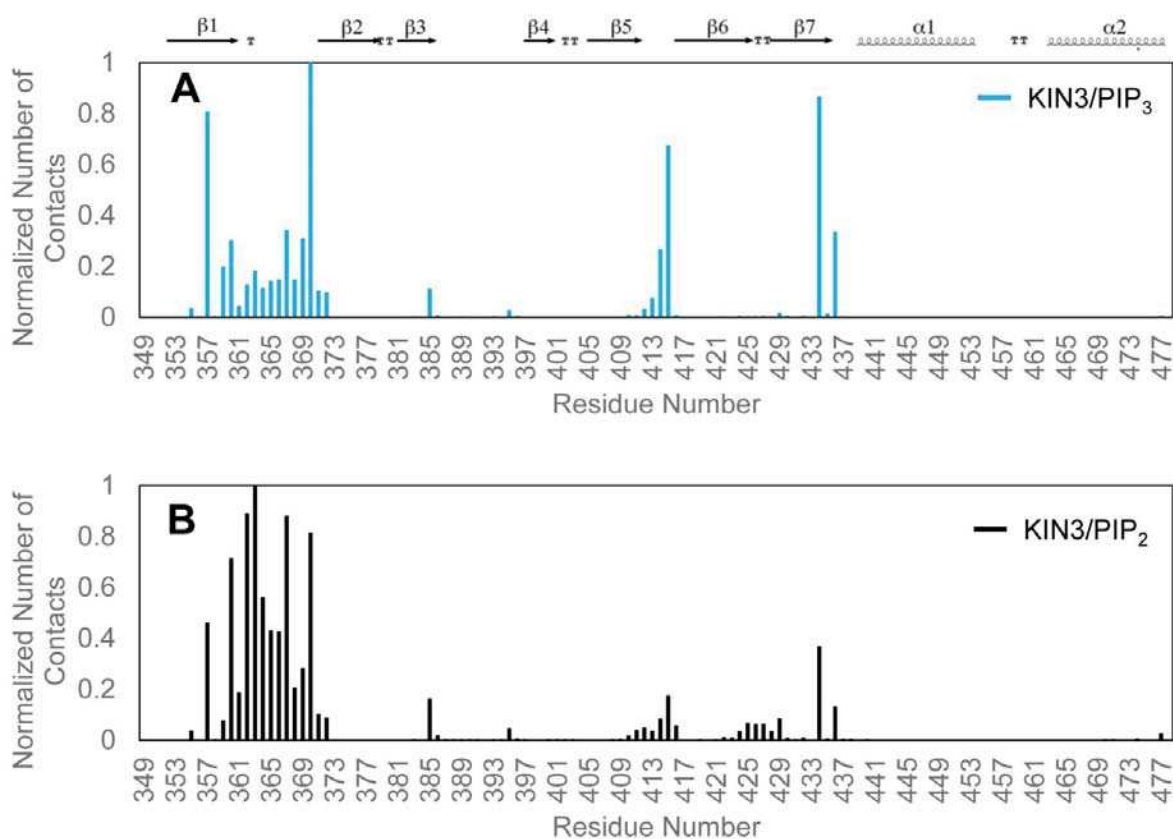 β1 β2 β3 β4 β5 β6 β7 α1 α2
T TT TT TT TT
A
KIN3/PIP₃
Normalized Number of
Contacts
1
0.8
0.6
0.4
0.2
0
349 353 357 361 365 369 373 377 381 385 389 393 397 401 405 409 413 417 421 425 429 433 437 441 445 449 453 457 461 465 469 473 477
Residue Number
B
KIN3/PIP₂
Normalized Number of
Contacts
1
0.8
0.6
0.4
0.2
0
349 353 357 361 365 369 373 377 381 385 389 393 397 401 405 409 413 417 421 425 429 433 437 441 445 449 453 457 461 465 469 473 477
Residue Number